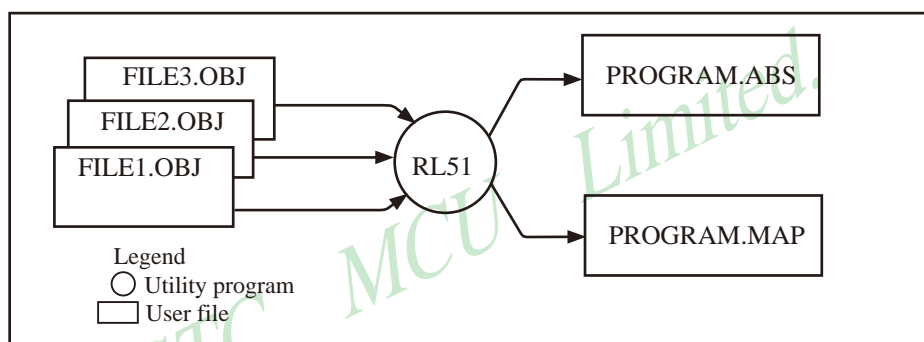 FILE3.OBJ
FILE2.OBJ
FILE1.OBJ
RL51
PROGRAM.ABS
PROGRAM.MAP
Legend
Utility program
User file
STC MCU Limited.